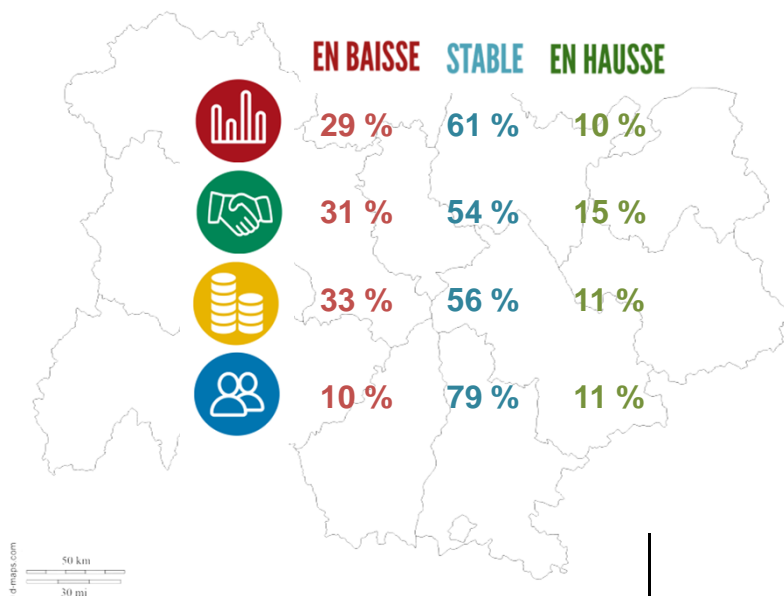 EN BAISSE STABLE EN HAUSSE
29 % 61 % 10 %
31 % 54 % 15 %
33 % 56 % 11 %
10 % 79 % 11 %
d-maps.com
50 km
30 mi